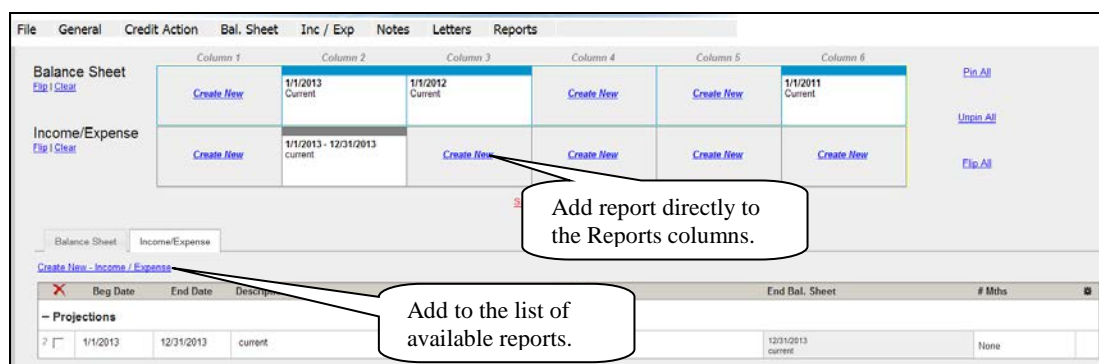 File General Credit Action Bal. Sheet Inc / Exp Notes Letters Reports
Column 1 Column 2 Column 3 Column 4 Column 5 Column 6
Balance Sheet
Flip | Clear
Create New
1/1/2013
Current
1/1/2012
Current
Create New
Create New
1/1/2011
Current
Pin All
Unpin All
Income/Expense
Flip | Clear
Create New
1/1/2013 - 12/31/2013
current
Create New
Create New
Create New
Create New
Flip All
Add report directly to
the Reports columns.
Balance Sheet Income/Expense
Create New - Income / Expense
Beg Date End Date End Bal. Sheet # Mths
Add to the list of
available reports.
– Projections
2 1/1/2013 12/31/2013 current
12/31/2013
current
None